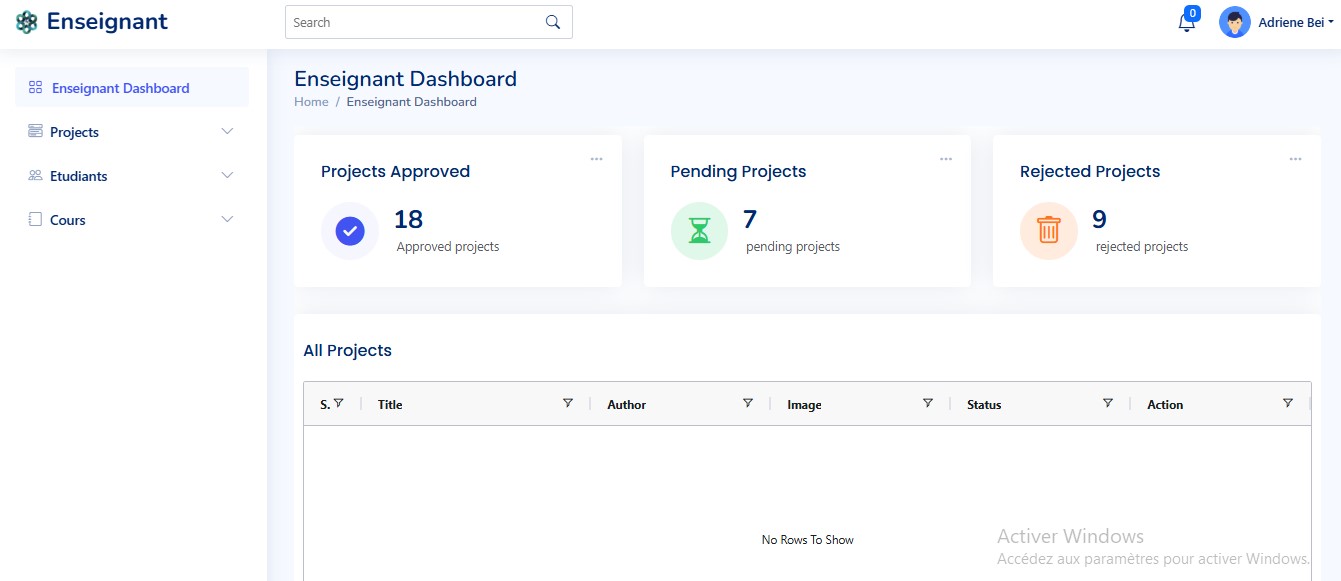 Enseignant
Search
0
Adriene Bei
Enseignant Dashboard
Projects
Etudiants
Cours
Enseignant Dashboard
Home / Enseignant Dashboard
Projects Approved
18
Approved projects
Pending Projects
7
pending projects
Rejected Projects
9
rejected projects
All Projects
S. Title Author Image Status Action
No Rows To Show
Activer Windows
Accédez aux paramètres pour activer Windows.